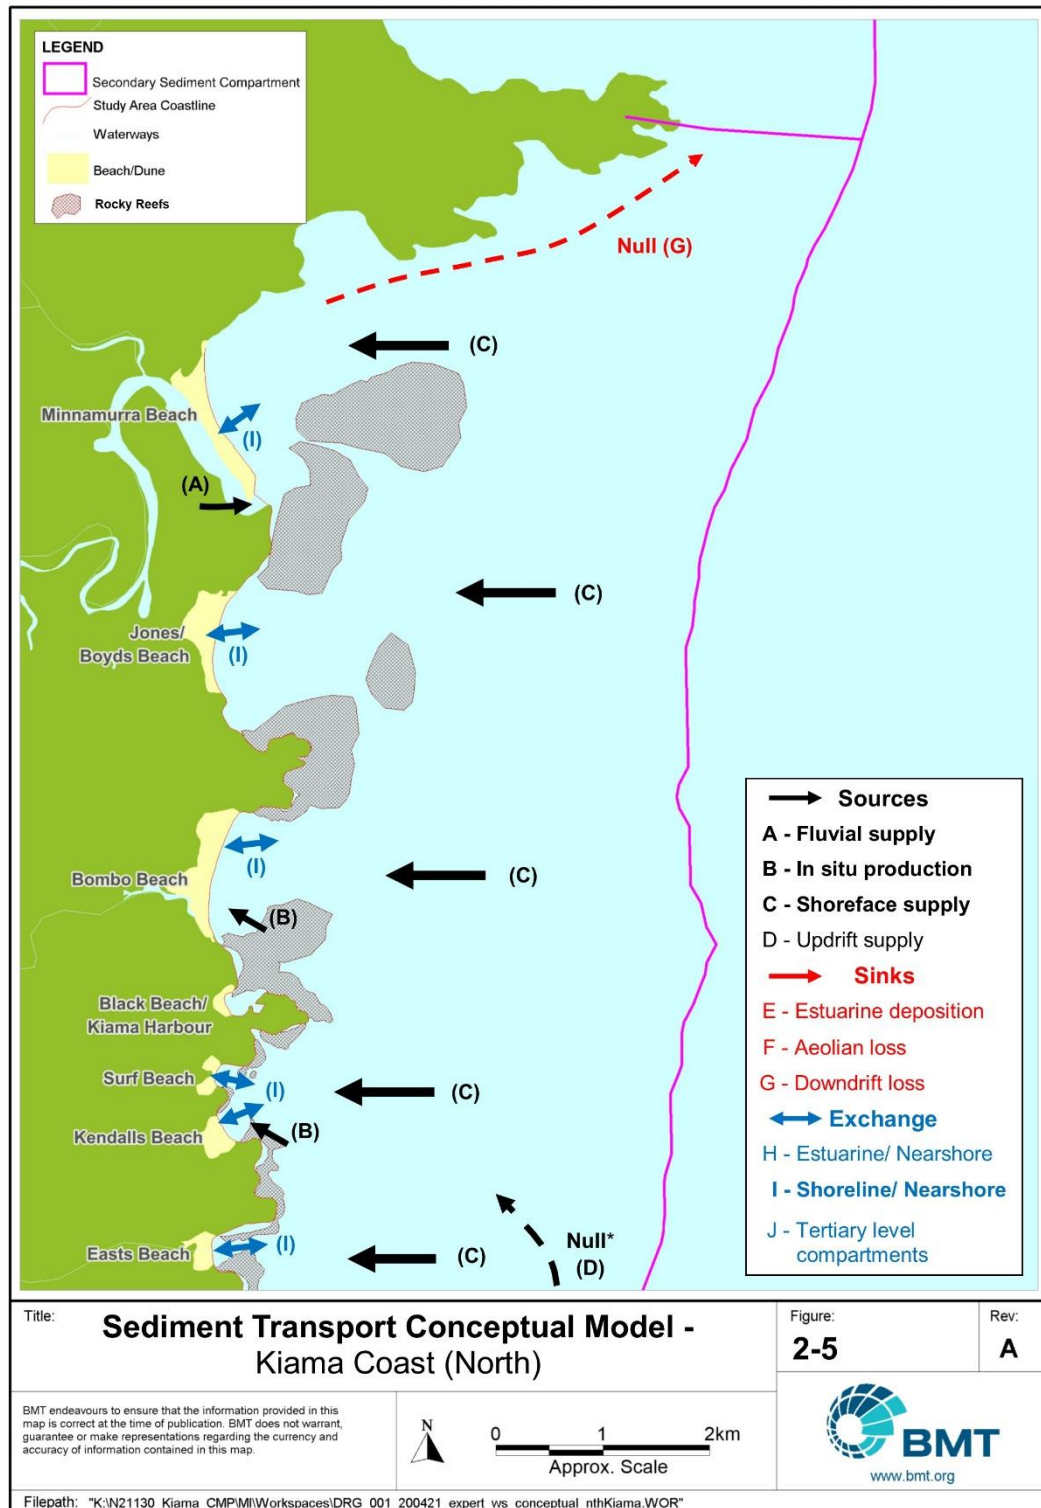 LEGEND
Secondary Sediment Compartment
Study Area Coastline
Waterways
Beach/Dune
Rocky Reefs
Null (G)
(C)
Minnamurra Beach
(I)
(A)
(C)
Jones/
Boyds Beach
(I)
Bombo Beach
(I)
(C)
(B)
Black Beach/
Kiama Harbour
Surf Beach
(I)
(C)
Kendalls Beach
(B)
Easts Beach
(I)
(C)
Null*
(D)
Sources
A - Fluvial supply
B - In situ production
C - Shoreface supply
D - Updrift supply
Sinks
E - Estuarine deposition
F - Aeolian loss
G - Downdrift loss
Exchange
H - Estuarine/ Nearshore
I - Shoreline/ Nearshore
J - Tertiary level
compartments
Title:
Sediment Transport Conceptual Model -
Kiama Coast (North)
Figure:
2-5
Rev:
A
BMT endeavours to ensure that the information provided in this
map is correct at the time of publication. BMT does not warrant,
guarantee or make representations regarding the currency and
accuracy of information contained in this map.
N
0 1 2km
Approx. Scale
BMT
www.bmt.org
Filepath: "K:\N21130_Kiama_CMP\MI\Workspaces\DRG_001_200421_expert_ws_conceptual_nthKiama.WOR"